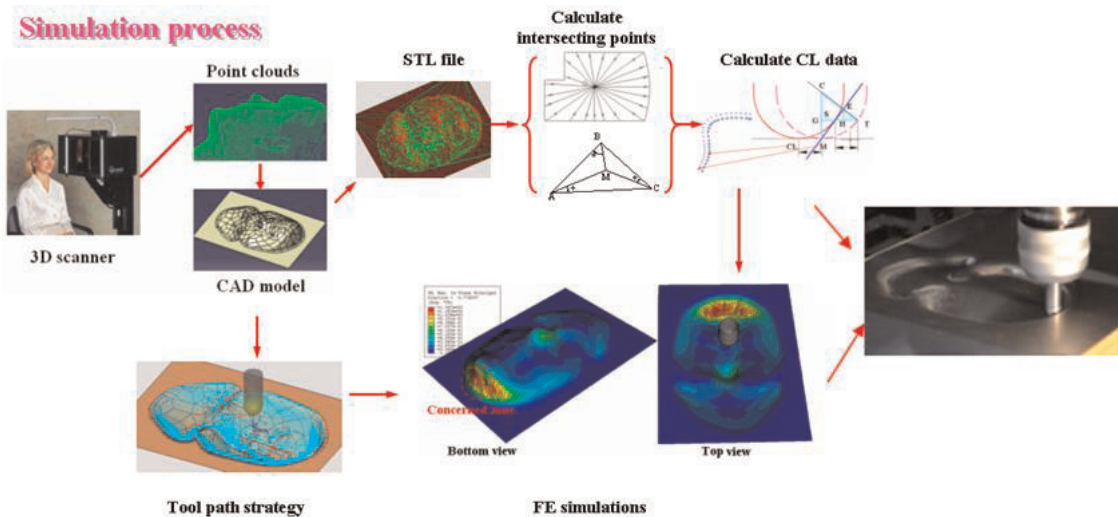 Simulation process
Calculate
intersecting points
STL file
Calculate CL data
Point clouds
3D scanner
CAD model
C
E
S
G
H
T
CL
M
B
M
A
C
Concerned zone
Bottom view
Top view
Tool path strategy
FE simulations